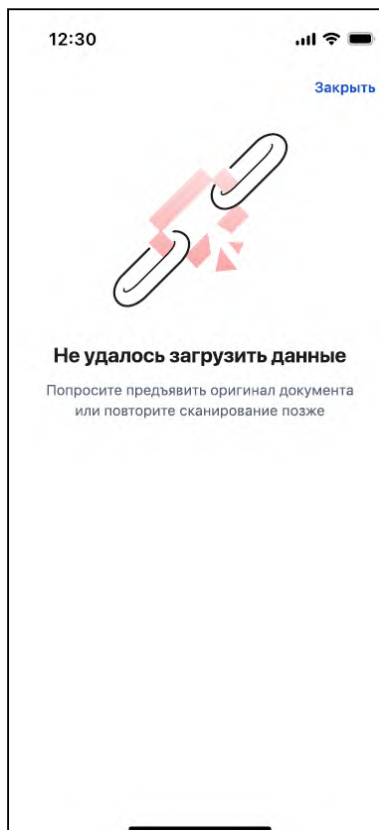 12:30
Закрыть
Не удалось загрузить данные
Попросите предъявить оригинал документа
или повторите сканирование позже